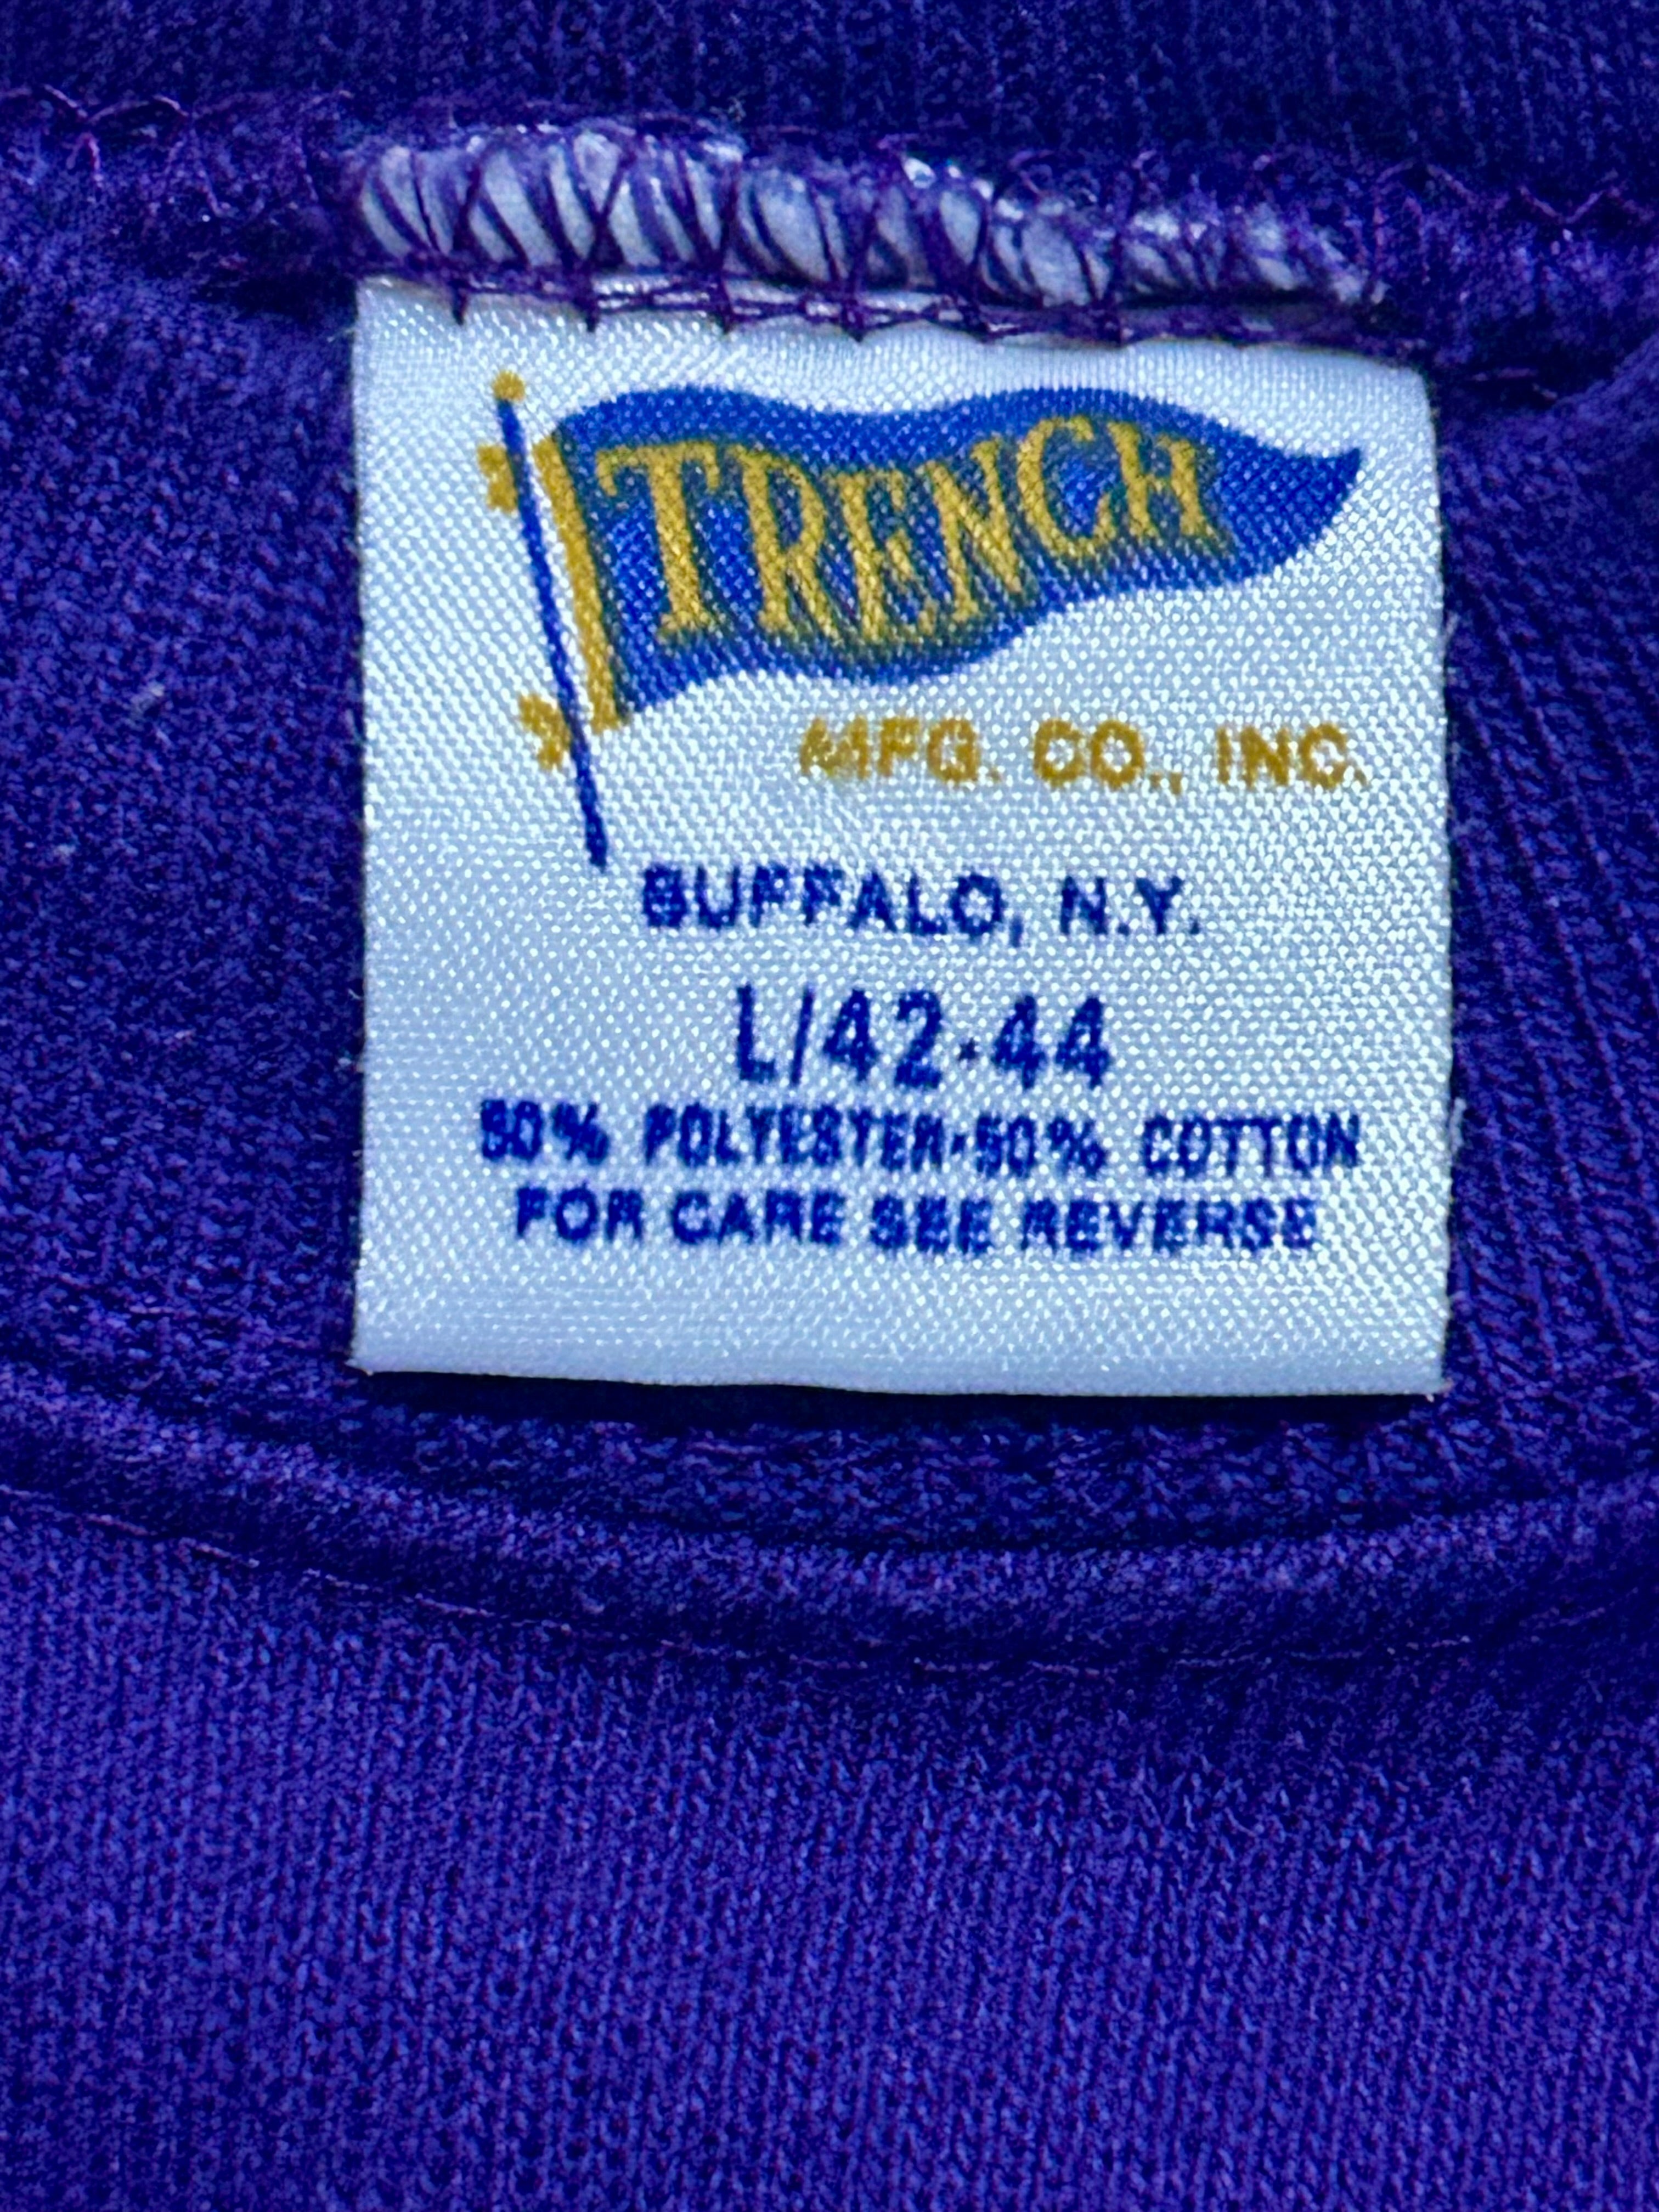 TRENCH
MFG. CO., INC.
BUFFALO, N.Y.
L/42-44
50% POLYESTER-50% COTTON
FOR CARE SEE REVERSE